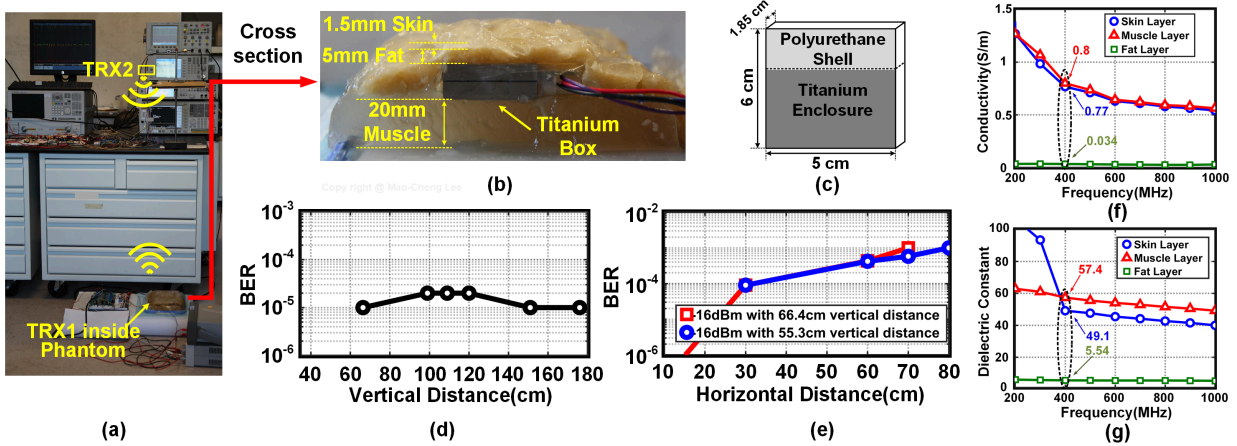 TRX2
TRX1 inside
Phantom
(a)
Cross
section
1.5mm Skin
5mm Fat
20mm
Muscle
Titanium
Box
Copy right @ Mao-Cheng Lee
(b)
1.85 cm
Polyurethane
Shell
Titanium
Enclosure
6 cm
5 cm
(c)
BER
10-3
10-4
10-5
10-6
40 60 80 100 120 140 160 180
Vertical Distance(cm)
(d)
BER
10-2
10-4
10-6
-16dBm with 66.4cm vertical distance
-16dBm with 55.3cm vertical distance
10 20 30 40 50 60 70 80
Horizontal Distance(cm)
(e)
Conductivity(S/m)
1.5
1
0.5
0
Skin Layer
Muscle Layer
Fat Layer
0.8
0.77
0.034
200 400 600 800 1000
Frequency(MHz)
(f)
Dielectric Constant
100
80
60
40
20
0
Skin Layer
Muscle Layer
Fat Layer
57.4
49.1
5.54
200 400 600 800 1000
Frequency(MHz)
(g)